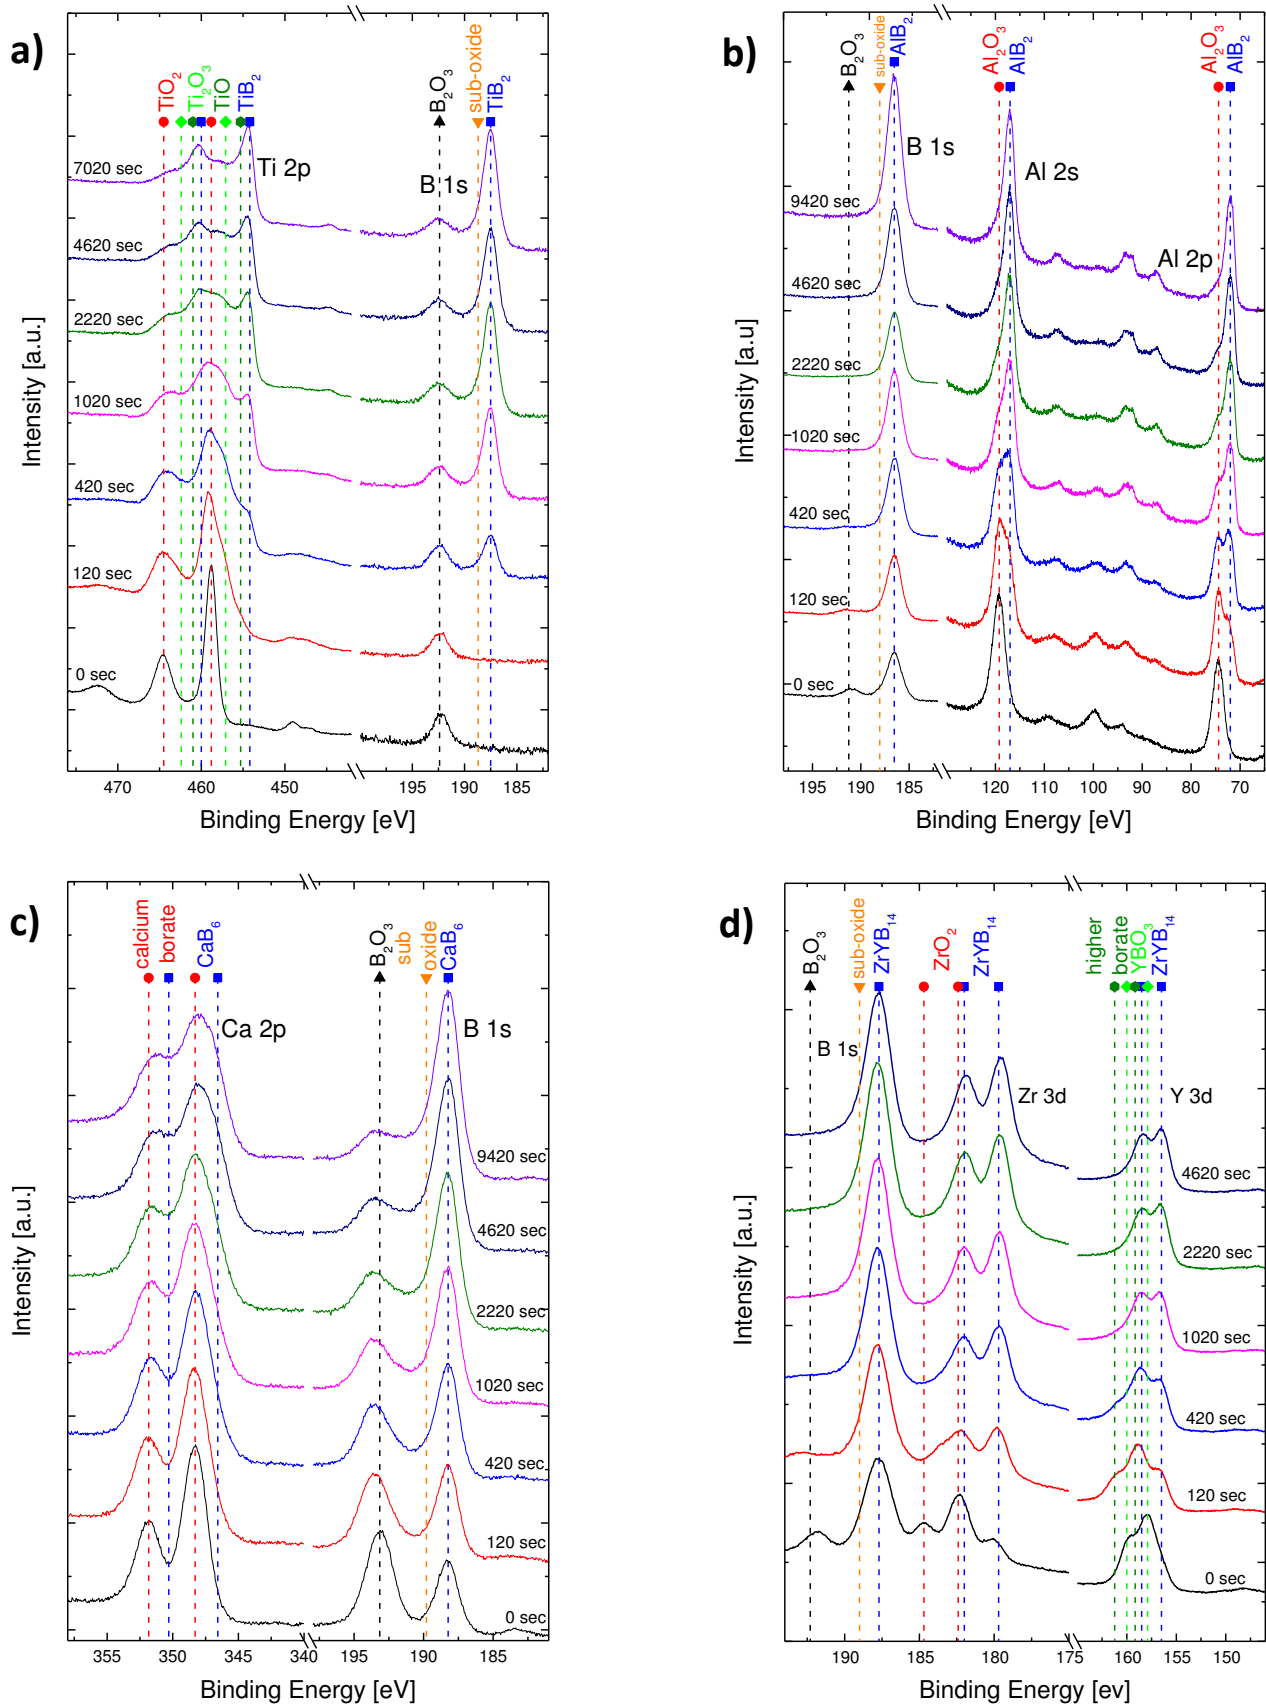 a)
TiO2
Ti2O3
TiO
TiB2
B2O3
sub-oxide
TiB2
Ti 2p
B 1s
7020 sec
4620 sec
2220 sec
1020 sec
420 sec
120 sec
0 sec
Intensity [a.u.]
470 460 450 190 185
Binding Energy [eV]
b)
B2O3
sub-oxide
AlB2
Al2O3
AlB2
Al2O3
AlB2
B 1s
Al 2s
Al 2p
9420 sec
4620 sec
2220 sec
1020 sec
420 sec
120 sec
0 sec
Intensity [a.u]
195 190 185 120 110 100 90 80 70
Binding Energy [eV]
c)
calcium
borate
CaB6
B2O3
sub
oxide
CaB6
Ca 2p
B 1s
9420 sec
4620 sec
2220 sec
1020 sec
420 sec
120 sec
0 sec
Intensity [a.u.]
355 350 345 340 195 190 185
Binding Energy [eV]
d)
B2O3
sub-oxide
ZrYB14
ZrO2
ZrYB14
higher
borate
YBO3
ZrYB14
B 1s
Zr 3d
Y 3d
4620 sec
2220 sec
1020 sec
420 sec
120 sec
0 sec
Intensity [a.u.]
190 185 180 175 160 155 150
Binding Energy [ev]